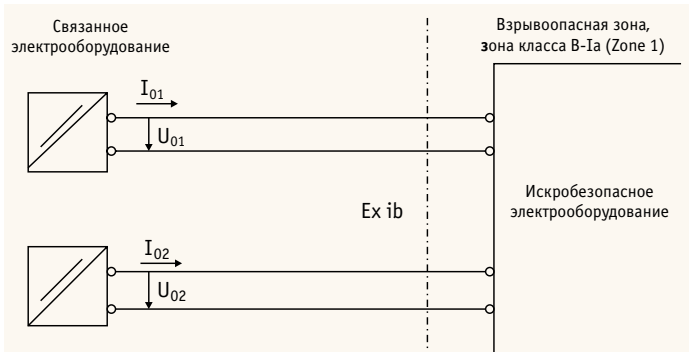 Связанное
электрооборудование
Взрывоопасная зона,
зона класса B-Ia (Zone 1)
I01
U01
Ex ib
Искробезопасное
электрооборудование
I02
U02